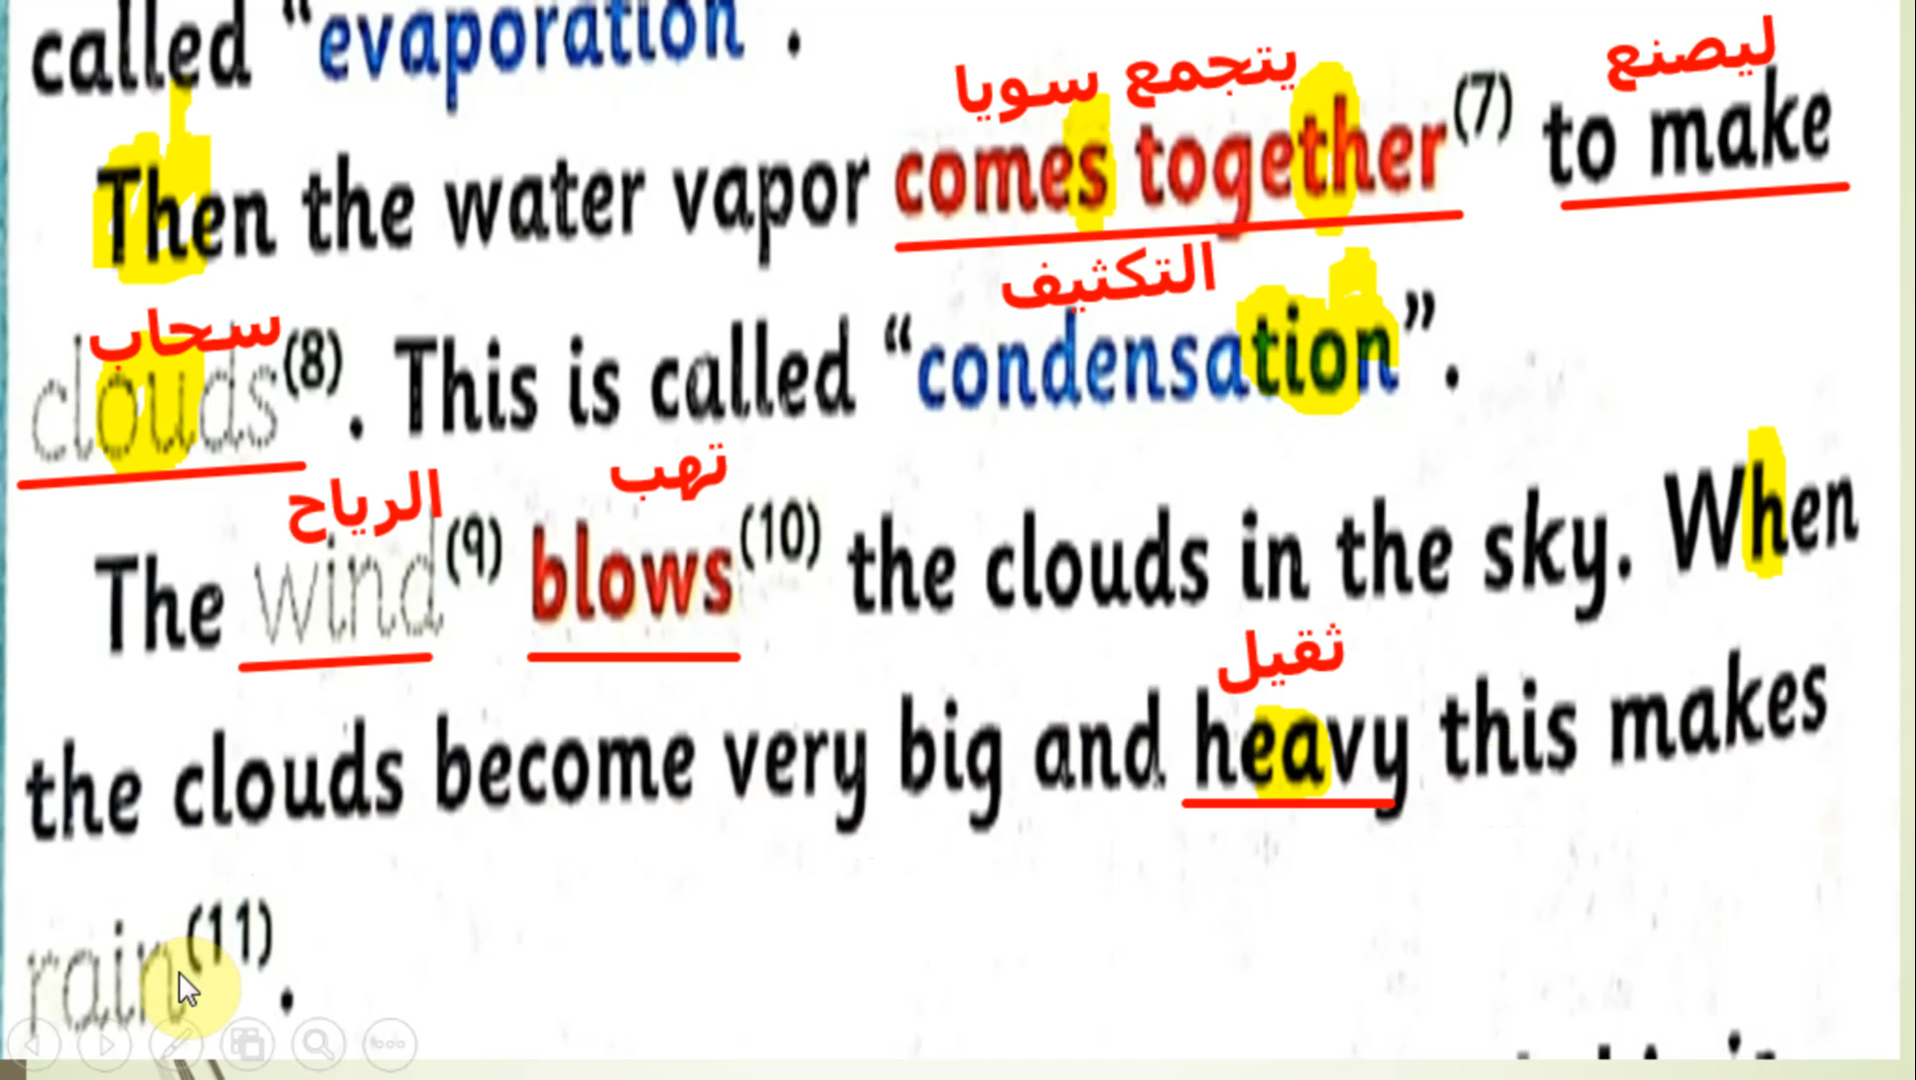 called “evaporation .
يتجمع سويا ليصنع
Then the water vapor comes together(7) to make
سحاب التكثيف
clouds(8). This is called “condensation”.
الرياح تهب
The wind(9) blows(10) the clouds in the sky. When
ثقيل
the clouds become very big and heavy this makes
rain(11).